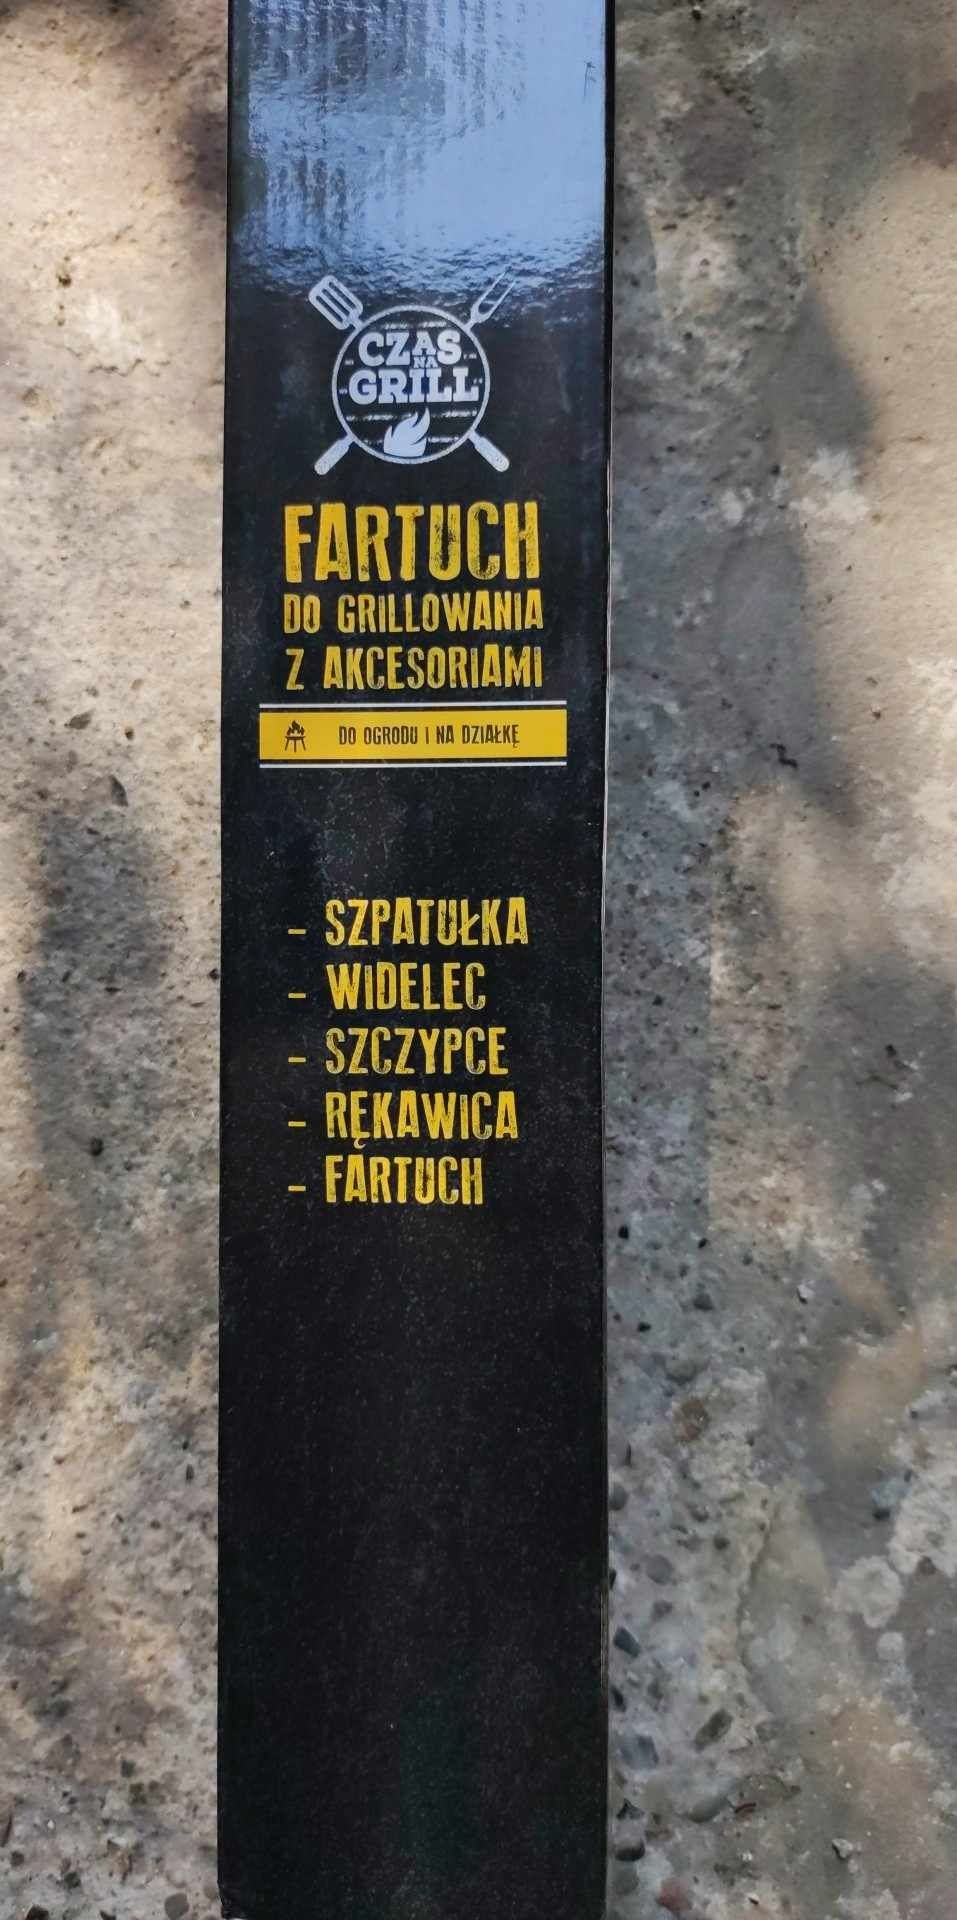 CZAS
NA
GRILL
FARTUCH
DO GRILLOWANIA
Z AKCESORIAMI
DO OGRODU I NA DZIAŁKĘ
- SZPATUŁKA
- WIDELEC
- SZCZYPCE
- RĘKAWICA
- FARTUCH